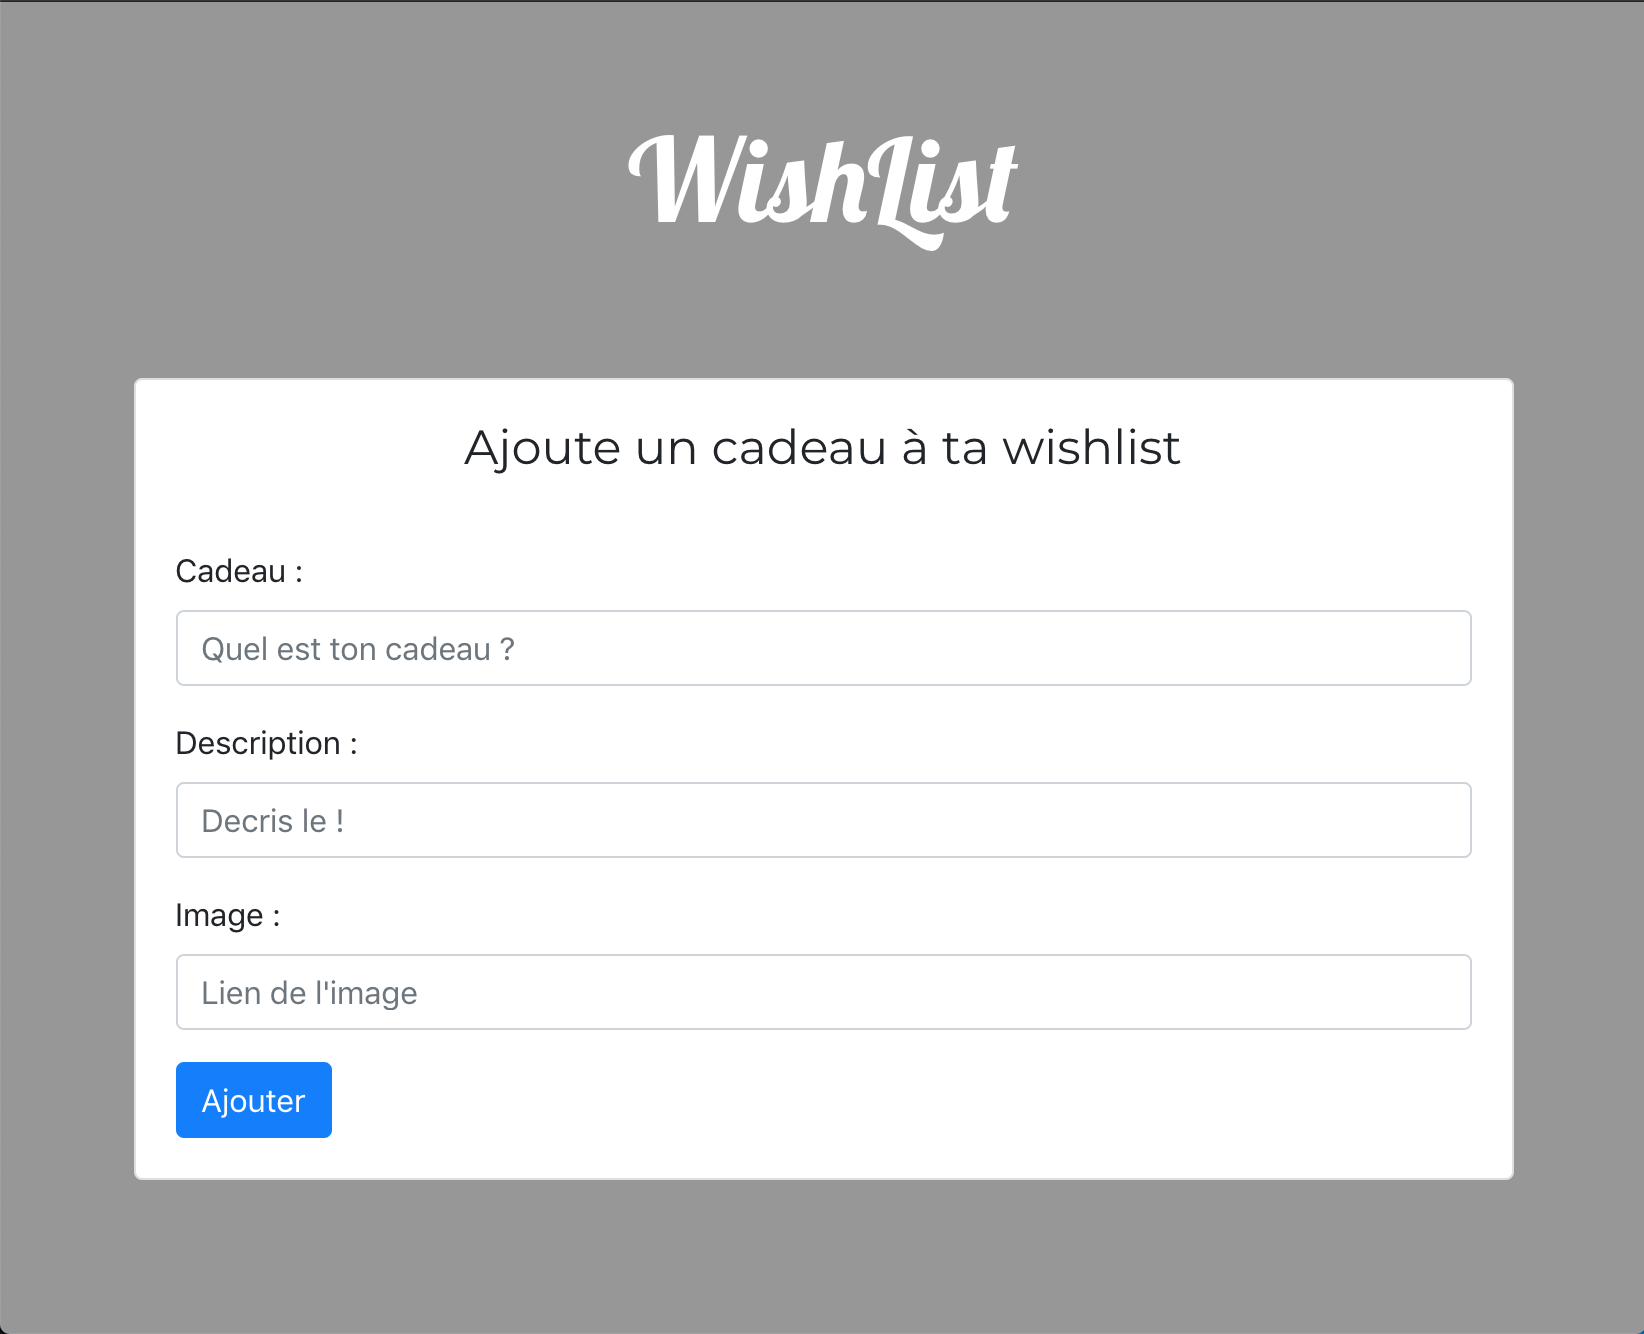 WishList
Ajoute un cadeau à ta wishlist
Cadeau :
Quel est ton cadeau ?
Description :
Decris le !
Image :
Lien de l'image
Ajouter